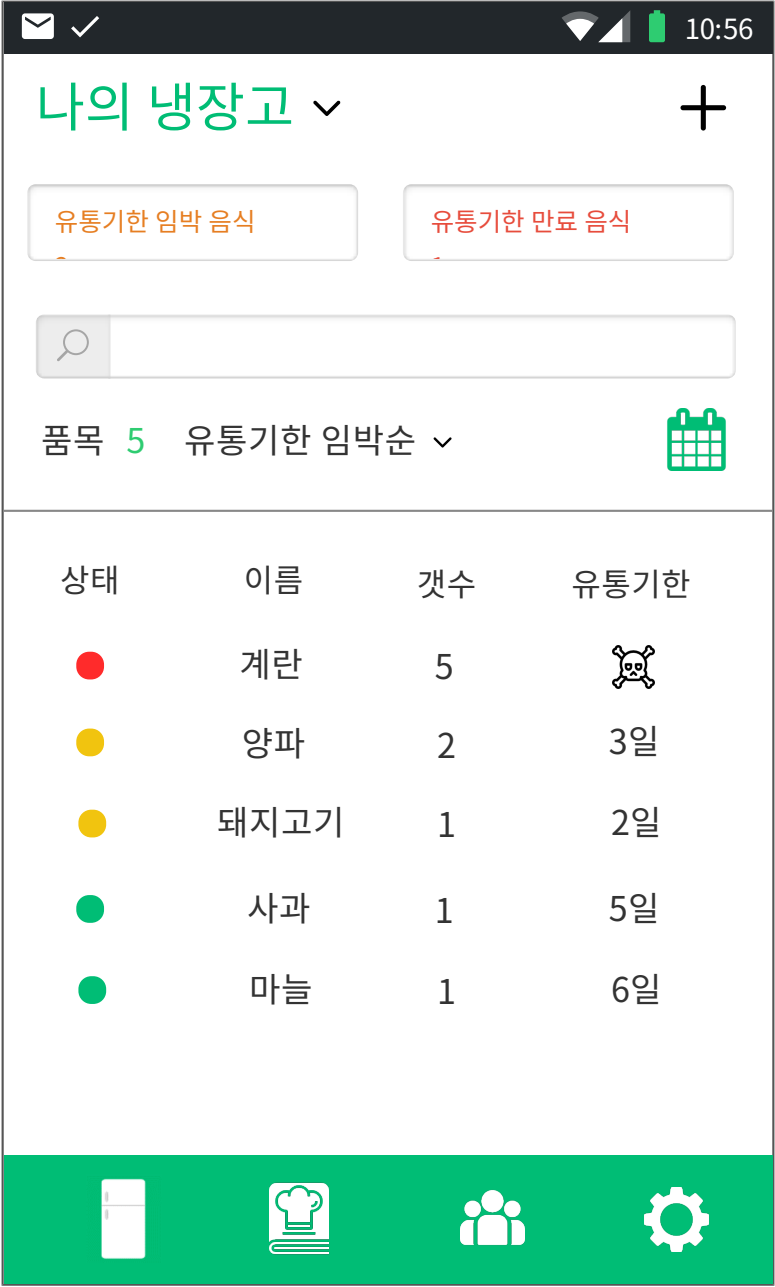 10:56
나의 냉장고
유통기한 임박 음식 유통기한 만료 음식
품목 5 유통기한 임박순
상태 이름 갯수 유통기한
계란 5
양파 2 3일
돼지고기 1 2일
사과 1 5일
마늘 1 6일